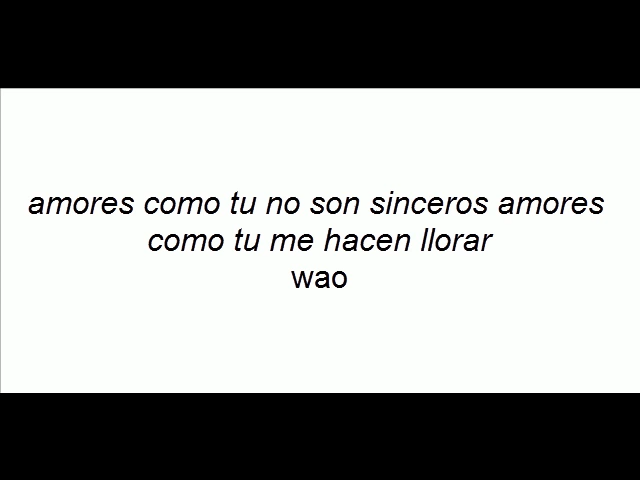 amores como tu no son sinceros amores
como tu me hacen llorar
wao